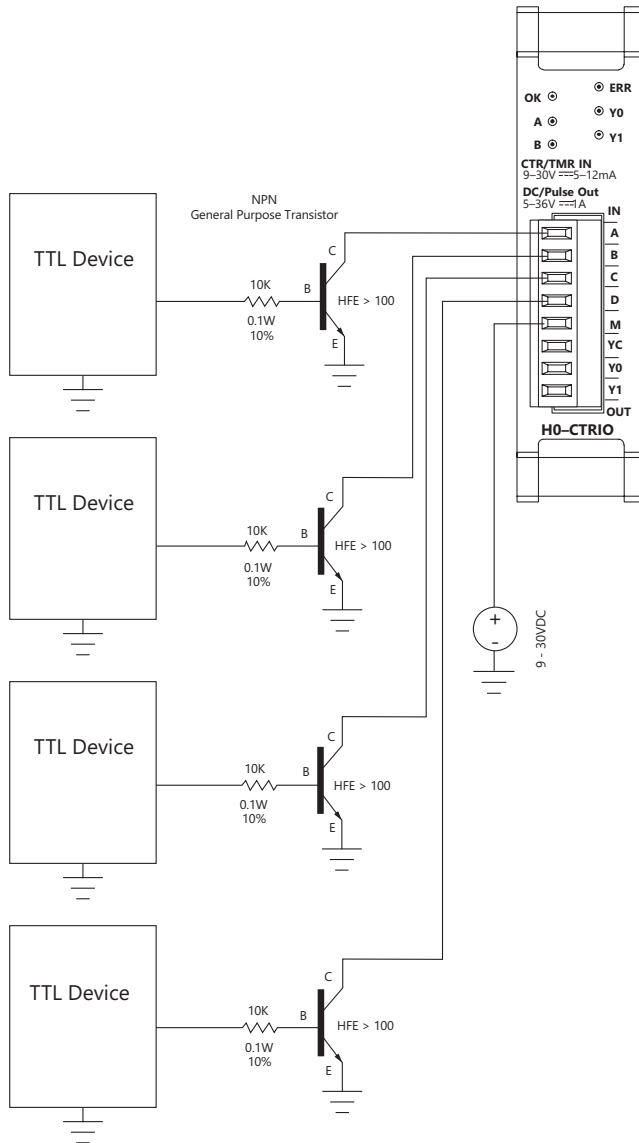 ERR
OK
Y0
A
Y1
B
CTR/TMR IN
9–30V 5–12mA
DC/Pulse Out
5–36V 1A
IN
A
B
C
D
M
YC
Y0
Y1
OUT
H0–CTRIO
NPN
General Purpose Transistor
TTL Device
10K
0.1W
10%
B
C
HFE > 100
E
TTL Device
10K
0.1W
10%
B
C
HFE > 100
E
+
-
9 - 30VDC
TTL Device
10K
0.1W
10%
B
C
HFE > 100
E
TTL Device
10K
0.1W
10%
B
C
HFE > 100
E